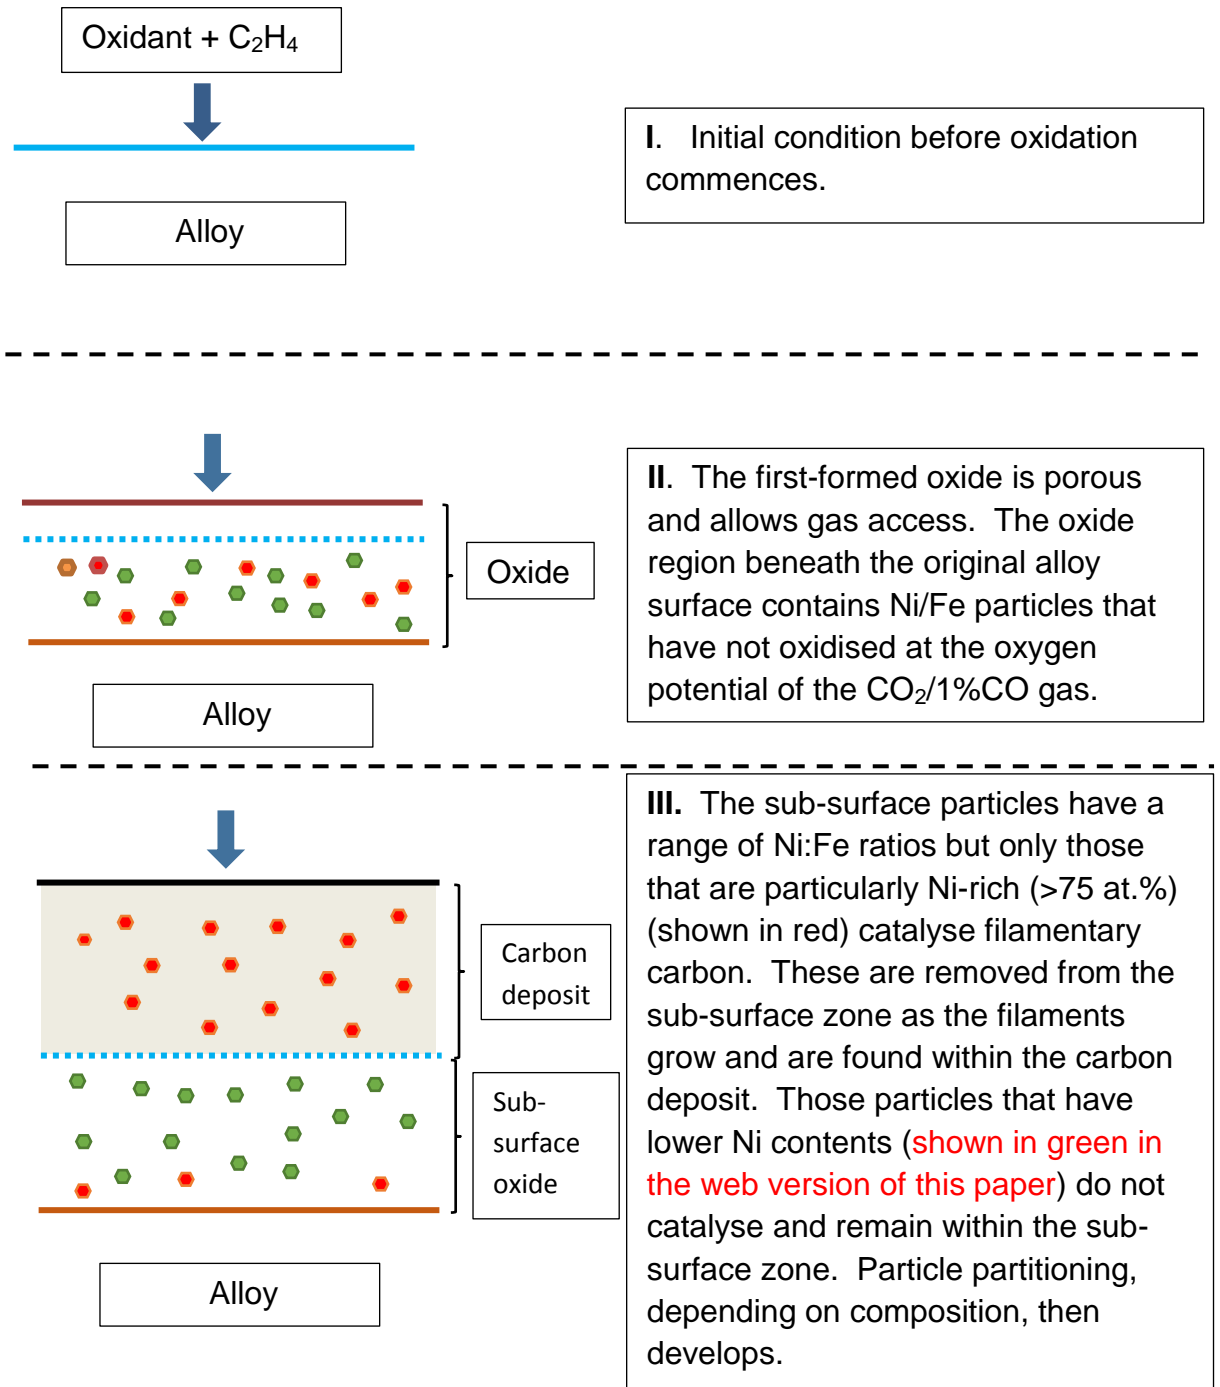 Oxidant + C₂H₄
Alloy
I. Initial condition before oxidation
commences.
Oxide
Alloy
II. The first-formed oxide is porous
and allows gas access. The oxide
region beneath the original alloy
surface contains Ni/Fe particles that
have not oxidised at the oxygen
potential of the CO₂/1%CO gas.
Carbon
deposit
Sub-
surface
oxide
Alloy
III. The sub-surface particles have a
range of Ni:Fe ratios but only those
that are particularly Ni-rich (>75 at.%)
(shown in red) catalyse filamentary
carbon. These are removed from the
sub-surface zone as the filaments
grow and are found within the carbon
deposit. Those particles that have
lower Ni contents (shown in green in
the web version of this paper) do not
catalyse and remain within the sub-
surface zone. Particle partitioning,
depending on composition, then
develops.